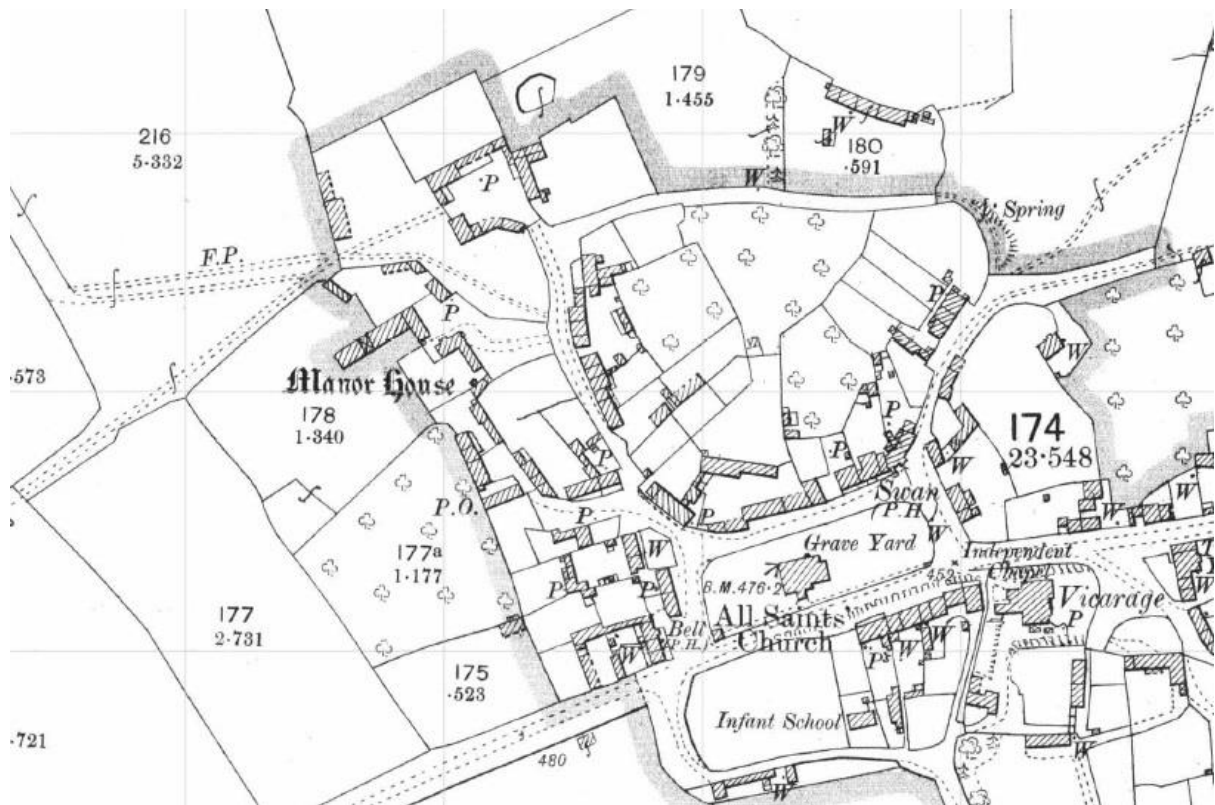 179
1·455
216
5·332
W
180
·591
P
W
Spring
F.P.
P
P
·573
Manor House
W
178
1·340
174
23·548
P
P
P
W
W
P.O.
Swan
(P.H.)
P
P
W
177a
1·177
W
Grave Yard
W
Independent
Chapel
B.M. 476·2
452
P
P
All Saints
Church
Vicarage
W
P
177
2·731
Bell
(P.H.)
W
W
W
P
175
·523
Infant School
·721
480
W
W